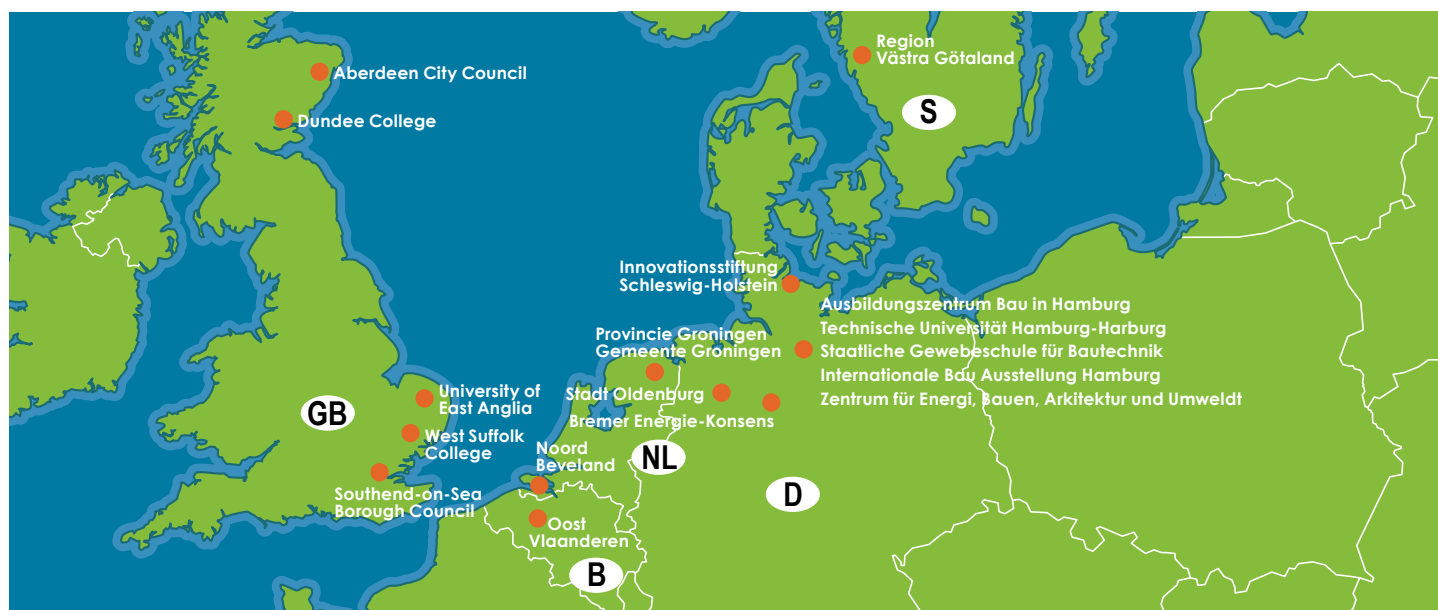 Region
Västra Götaland
S
Aberdeen City Council
Dundee College
Innovationsstiftung
Schleswig-Holstein
Ausbildungszentrum Bau in Hamburg
Technische Universität Hamburg-Harburg
Staatliche Gewebeschule für Bautechnik
Internationale Bau Ausstellung Hamburg
Zentrum für Energi, Bauen, Arkitektur und Umweldt
Provincie Groningen
Gemeente Groningen
Stadt Oldenburg
Bremer Energie-Konsens
University of
East Anglia
GB
West Suffolk
College
Noord
Beveland
NL
Southend-on-Sea
Borough Council
D
Oost
Vlaanderen
B